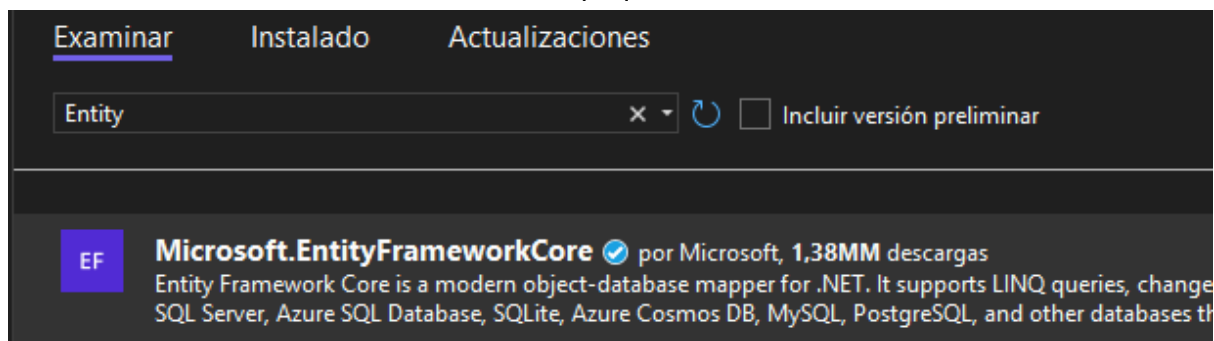 Examinar Instalado Actualizaciones
Entity
Incluir versión preliminar
EF
Microsoft.EntityFrameworkCore por Microsoft, 1,38MM descargas
Entity Framework Core is a modern object-database mapper for .NET. It supports LINQ queries, change
SQL Server, Azure SQL Database, SQLite, Azure Cosmos DB, MySQL, PostgreSQL, and other databases th